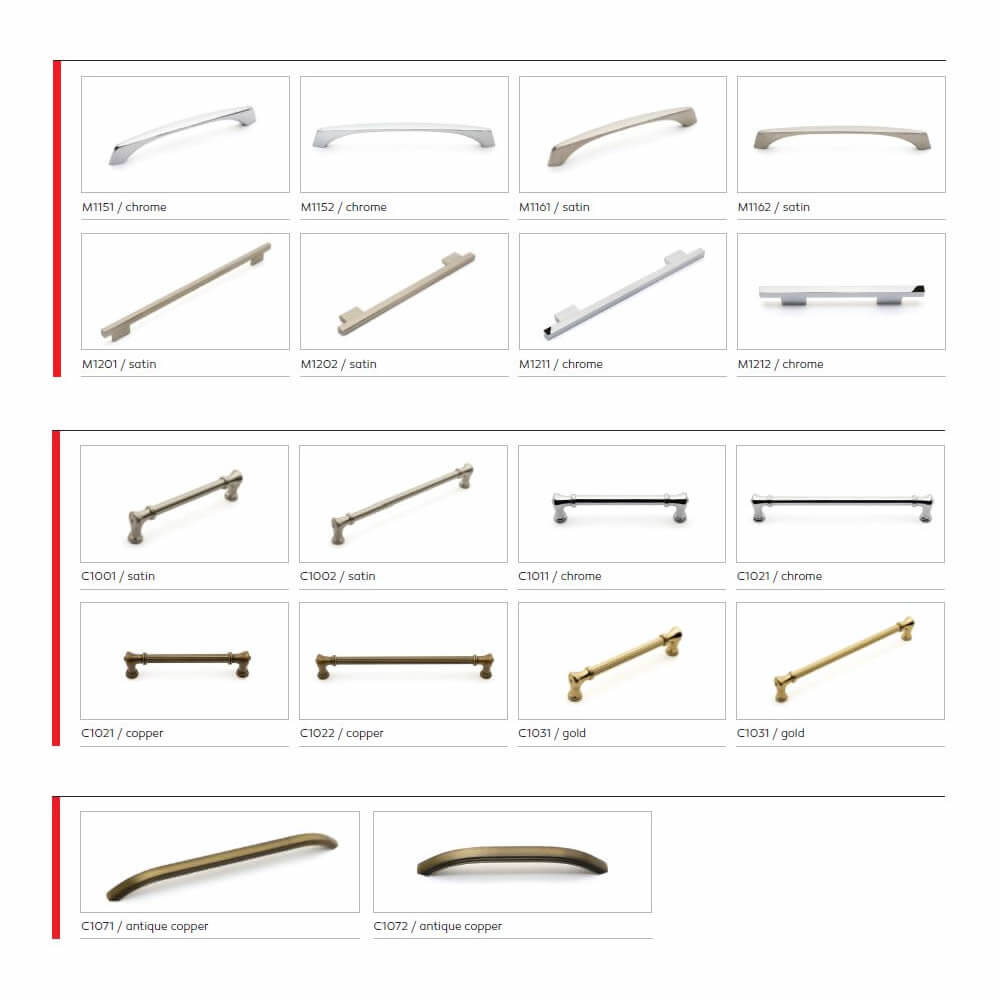 M1151 / chrome
M1152 / chrome
M1161 / satin
M1162 / satin
M1201 / satin
M1202 / satin
M1211 / chrome
M1212 / chrome
C1001 / satin
C1002 / satin
C1011 / chrome
C1021 / chrome
C1021 / copper
C1022 / copper
C1031 / gold
C1031 / gold
C1071 / antique copper
C1072 / antique copper